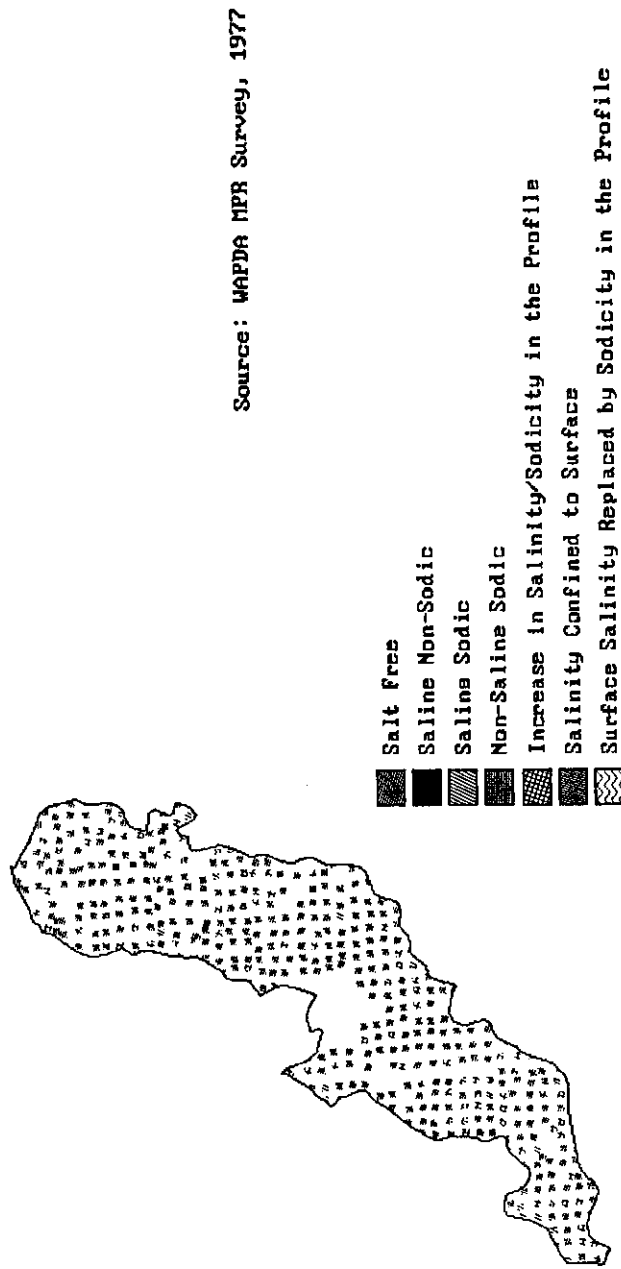 Source: WAPDA MPR Survey, 1977
Salt Free
Saline Non-Sodic
Saline Sodic
Non-Saline Sodic
Increase in Salinity/Sodicity in the Profile
Salinity Confined to Surface
Surface Salinity Replaced by Sodicity in the Profile